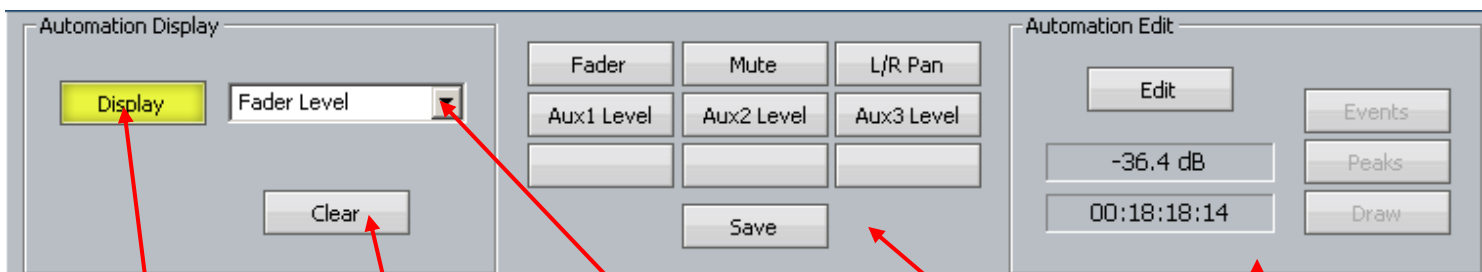 Automation Display
Display
Fader Level
Clear
Fader Mute L/R Pan
Aux1 Level Aux2 Level Aux3 Level
Save
Automation Edit
Edit
Events
-36.4 dB
Peaks
00:18:18:14
Draw